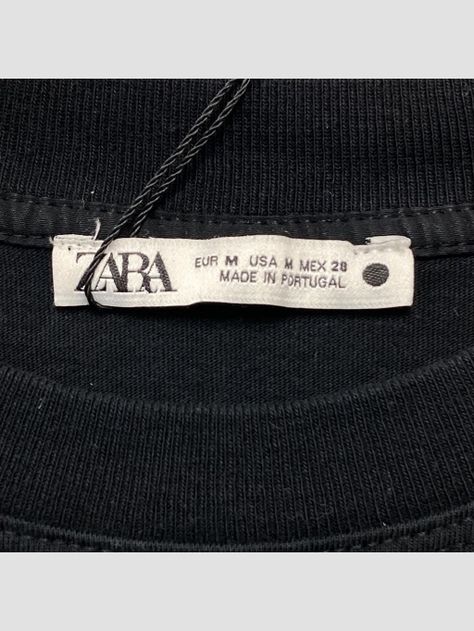 ZARA
EUR M USA M MEX 28
MADE IN PORTUGAL